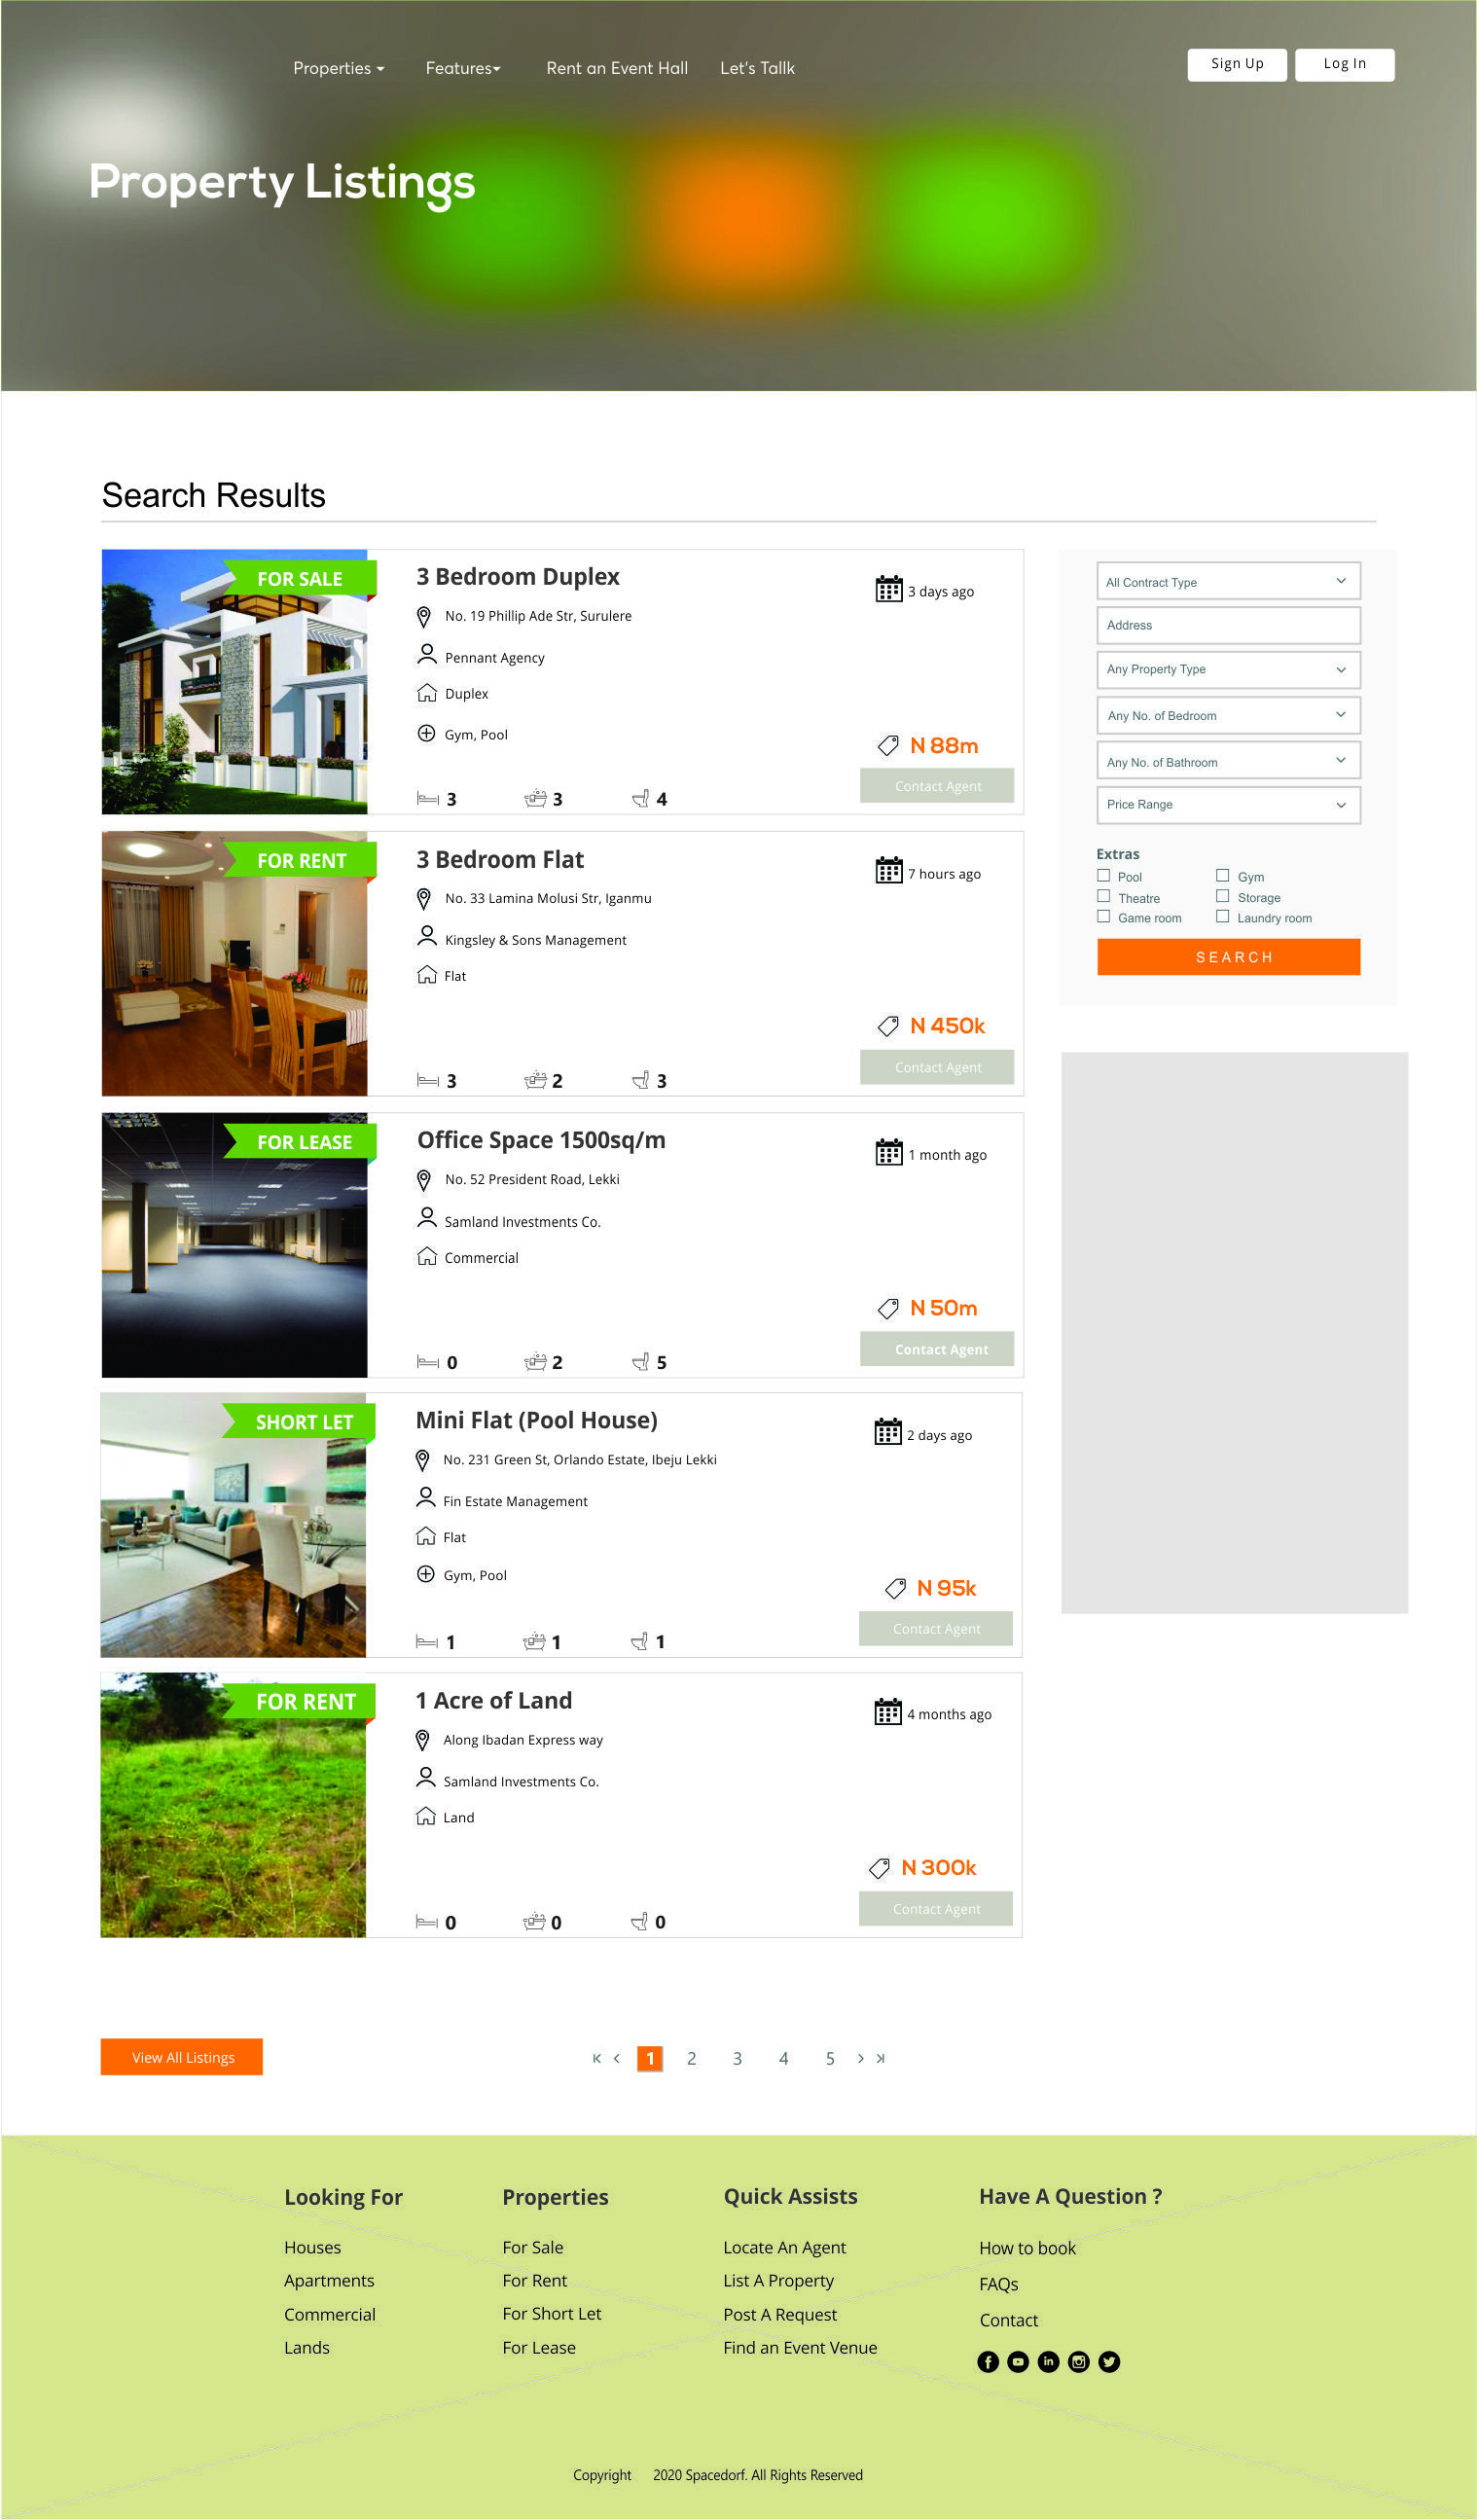 Properties
Features
Rent an Event Hall
Let's Tallk
Sign Up
Log In
Property Listings
Search Results
FOR SALE
3 Bedroom Duplex
3 days ago
No. 19 Phillip Ade Str, Surulere
Pennant Agency
Duplex
Gym, Pool
N 88m
Contact Agent
3 3 4
FOR RENT
3 Bedroom Flat
7 hours ago
No. 33 Lamina Molusi Str, Iganmu
Kingsley & Sons Management
Flat
N 450k
Contact Agent
3 2 3
FOR LEASE
Office Space 1500sq/m
1 month ago
No. 52 President Road, Lekki
Samland Investments Co.
Commercial
N 50m
Contact Agent
0 2 5
SHORT LET
Mini Flat (Pool House)
2 days ago
No. 231 Green St, Orlando Estate, Ibeju Lekki
Fin Estate Management
Flat
Gym, Pool
N 95k
Contact Agent
1 1 1
FOR RENT
1 Acre of Land
4 months ago
Along Ibadan Express way
Samland Investments Co.
Land
N 300k
Contact Agent
0 0 0
All Contract Type
Address
Any Property Type
Any No. of Bedroom
Any No. of Bathroom
Price Range
Extras
Pool Gym
Theatre Storage
Game room Laundry room
SEARCH
View All Listings
1 2 3 4 5
Looking For
Houses
Apartments
Commercial
Lands
Properties
For Sale
For Rent
For Short Let
For Lease
Quick Assists
Locate An Agent
List A Property
Post A Request
Find an Event Venue
Have A Question ?
How to book
FAQs
Contact
Copyright 2020 Spacedorf. All Rights Reserved